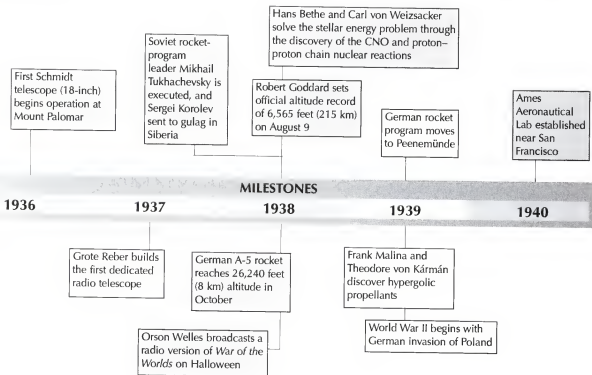 Hans Bethe and Carl von Weizsacker
solve the stellar energy problem through
the discovery of the CNO and proton–
proton chain nuclear reactions
Soviet rocket-
program
leader Mikhail
Tukhachevsky is
executed, and
Sergei Korolev
sent to gulag in
Siberia
First Schmidt
telescope (18-inch)
begins operation at
Mount Palomar
Robert Goddard sets
official altitude record
of 6,565 feet (215 km)
on August 9
German rocket
program moves
to Peenemünde
Ames
Aeronautical
Lab established
near San
Francisco
MILESTONES
1936
1937
1938
1939
1940
Grote Reber builds
the first dedicated
radio telescope
German A-5 rocket
reaches 26,240 feet
(8 km) altitude in
October
Frank Malina and
Theodore von Kármán
discover hypergolic
propellants
Orson Welles broadcasts a
radio version of War of the
Worlds on Halloween
World War II begins with
German invasion of Poland